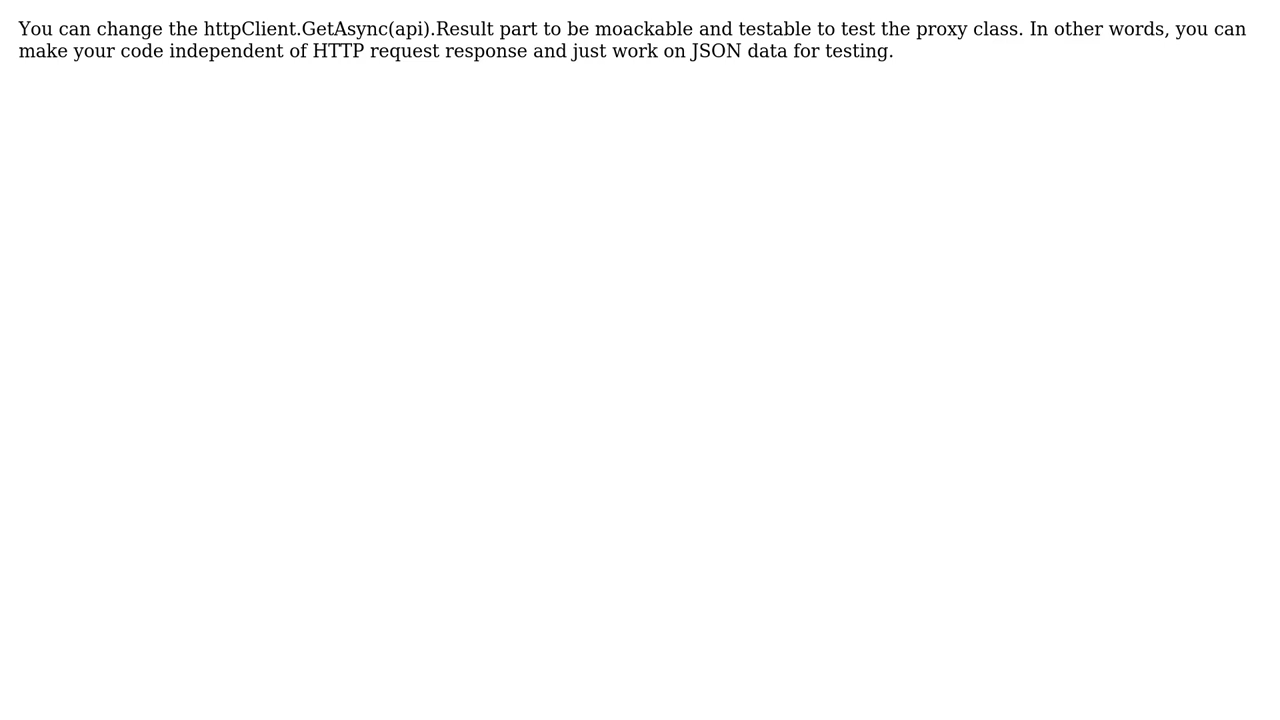 You can change the httpClient.GetAsync(api).Result part to be moackable and testable to test the proxy class. In other words, you can
make your code independent of HTTP request response and just work on JSON data for testing.